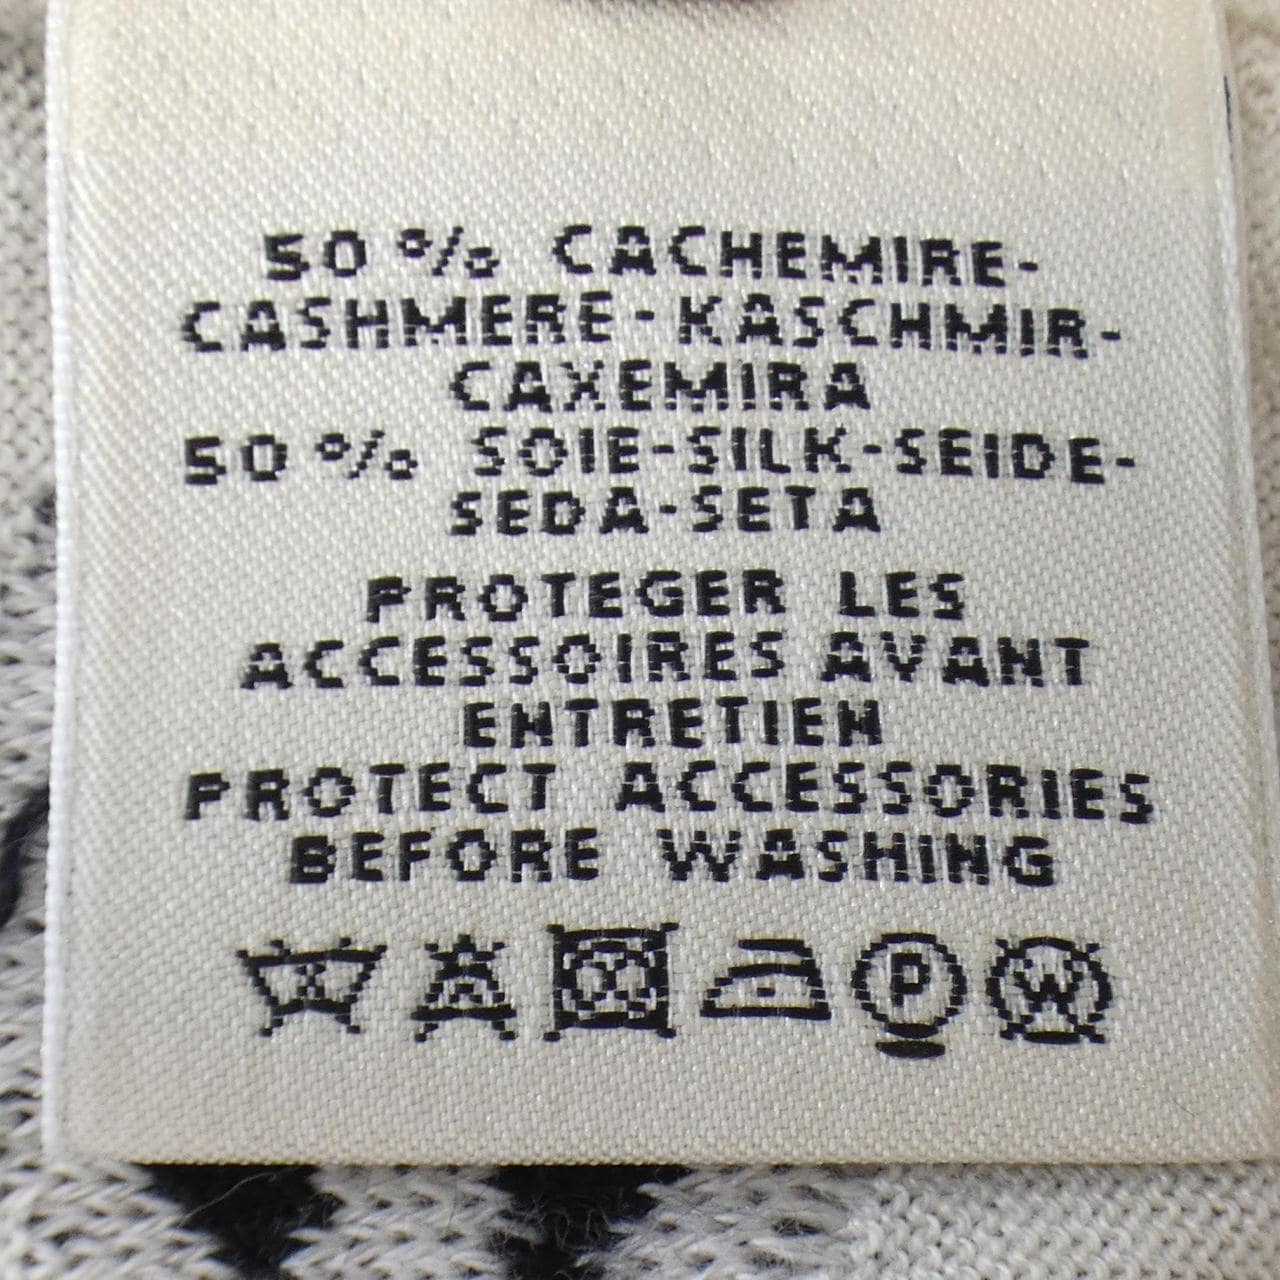 50% CACHEMIRE-
CASHMERE-KASCHMIR-
CAXEMIRA
50% SOIE-SILK-SEIDE-
SEDA-SETA
PROTEGER LES
ACCESSOIRES AVANT
ENTRETIEN
PROTECT ACCESSORIES
BEFORE WASHING
P W